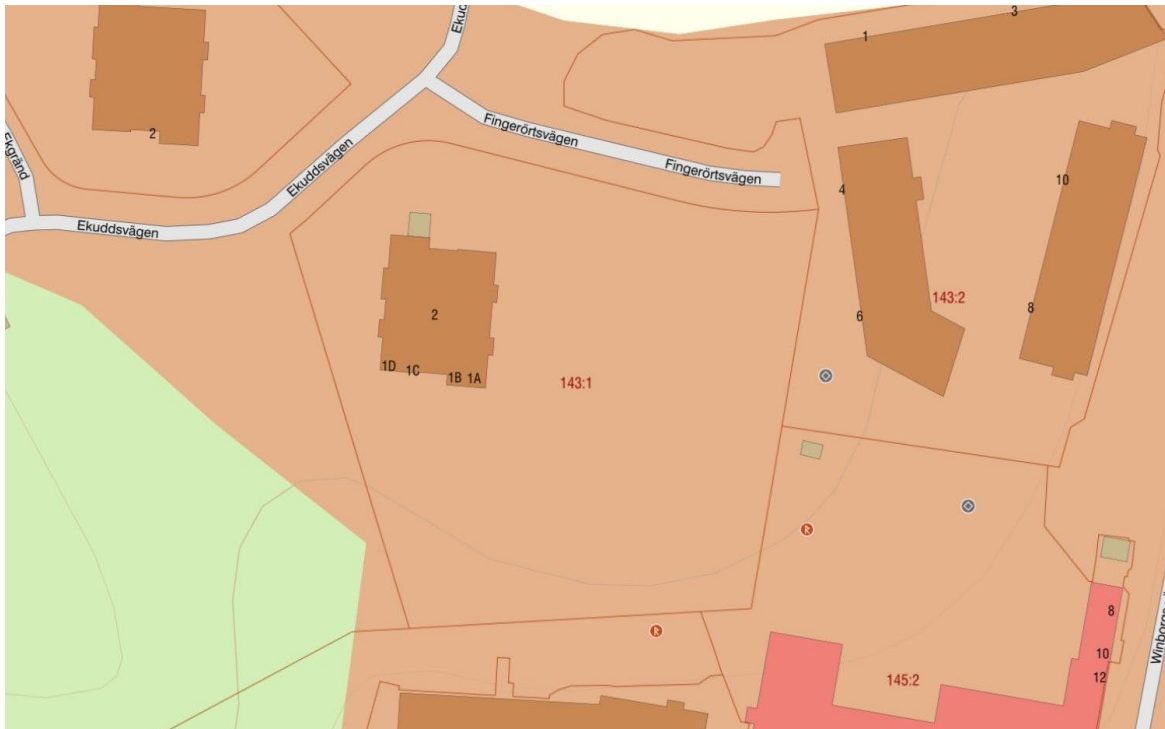 3
1
Ekud
2
Fingerörtsvägen
Fingerörtsvägen
Ekgränd
Ekuddsvägen
10
4
Ekuddsvägen
143:2
8
2
6
1D
1C
1B
1A
143:1
R
8
R
Winborgs
10
12
145:2